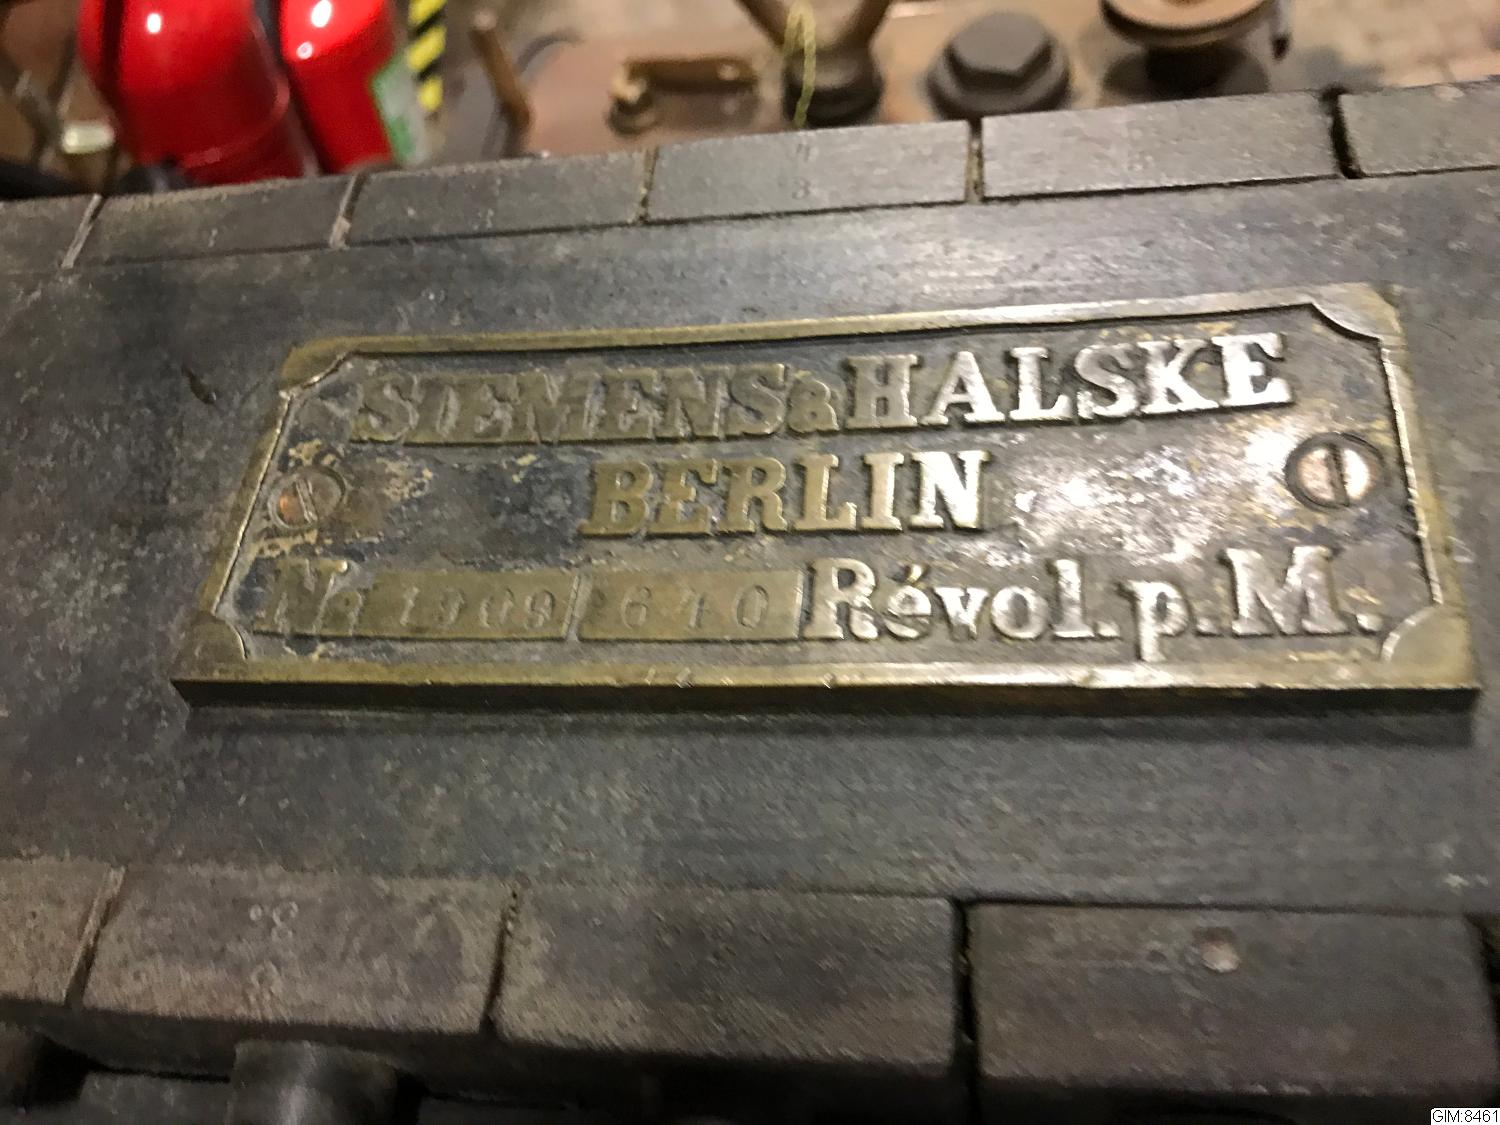 SIEMENS & HALSKE
BERLIN
No 1909 640 Révol. p. M.
GIM:8461